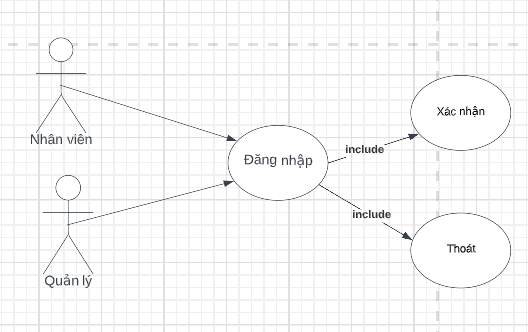 Nhân viên
Đăng nhập
include
Xác nhận
include
Thoát
Quản lý